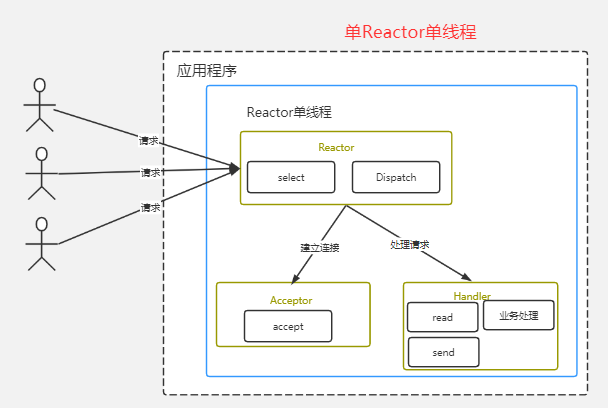 单Reactor单线程
应用程序
Reactor单线程
Reactor
select
Dispatch
请求
请求
请求
建立连接
处理请求
Acceptor
accept
Handler
read
业务处理
send